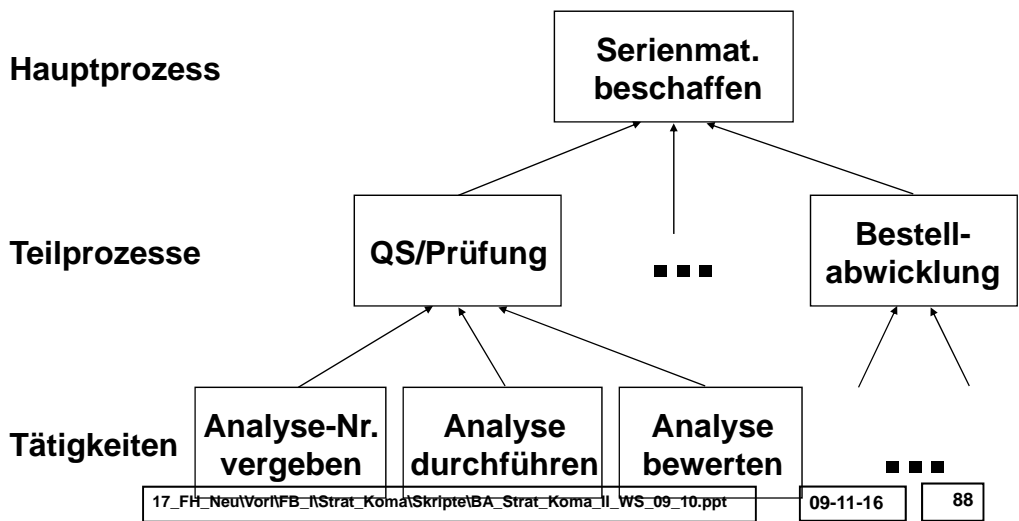 Hauptprozess
Serienmat.
beschaffen
Teilprozesse
QS/Prüfung
...
Bestell-
abwicklung
Tätigkeiten
Analyse-Nr.
vergeben
Analyse
durchführen
Analyse
bewerten
...
17_FH_Neu\Vorl\FB_I\Strat_Koma\Skripte\BA_Strat_Koma_II_WS_09_10.ppt
09-11-16
88